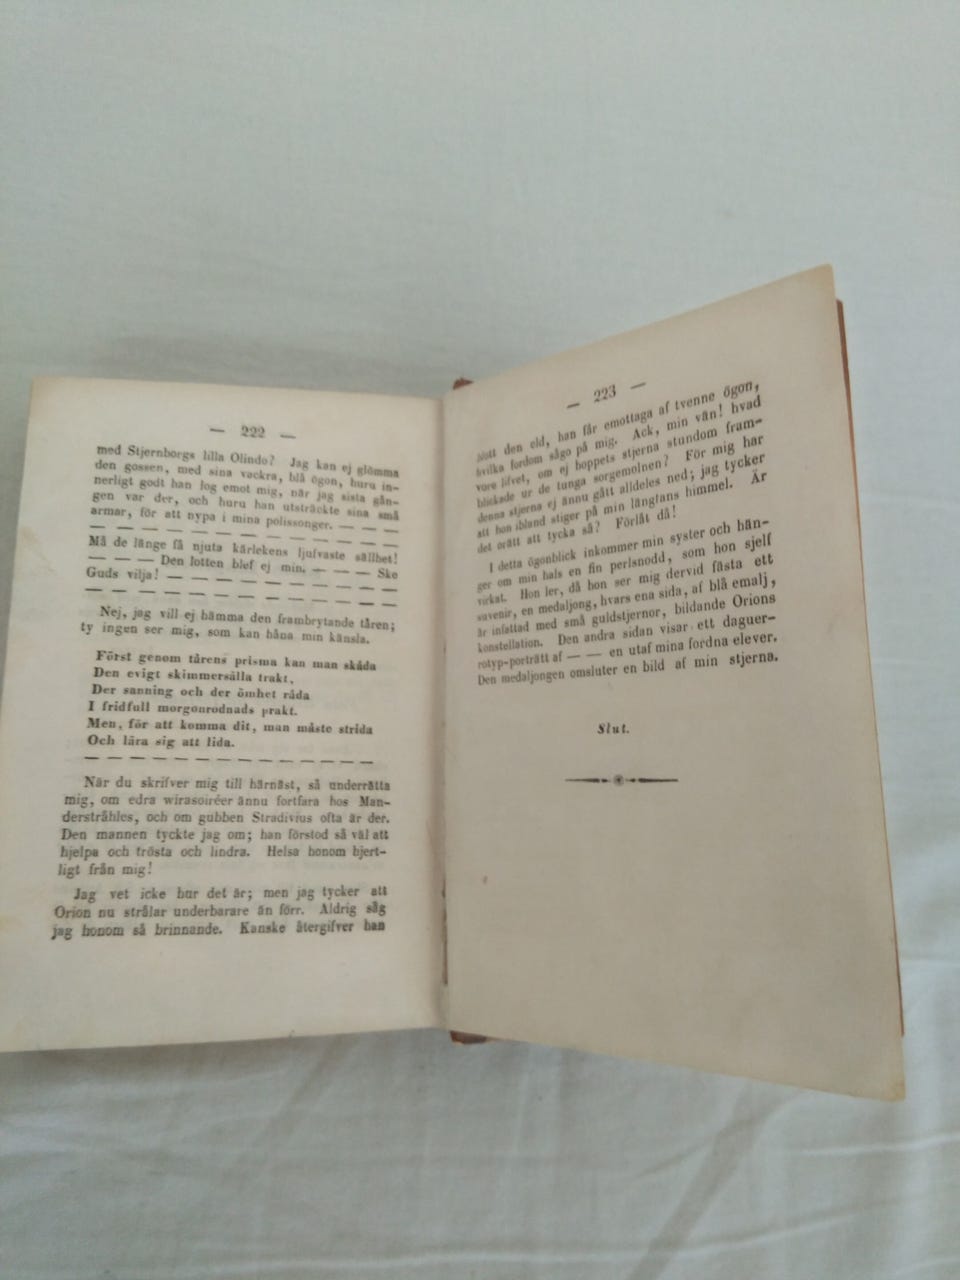 — 222 —
med Stjernborgs lilla Olindo? Jag kan ej glömma
den gossen, med sina vackra, blå ögon, huru in-
nerligt godt han log emot mig, när jag sista gån-
gen var der, och huru han utsträckte sina små
armar, för att nypa i mina polissonger. — — —
— — — — — — — — — — — —
Må de länge få njuta kärlekens ljufvaste sällhet!
— — — Den lotten blef ej min. — — — Ske
Guds vilja! — — — — — — — — —
— — — — — — — — — — — —
Nej, jag vill ej hämma den frambrytande tåren;
ty ingen ser mig, som kan håna min känsla.
Först genom tårens prisma kan man skåda
Den evigt skimmersälla trakt,
Der sanning och der ömhet råda
I fridfull morgonrodnads prakt.
Men, för att komma dit, man måste strida
Och lära sig att lida.
— — — — — — — — — — — —
När du skrifver mig till härnäst, så underrätta
mig, om edra wirasoiréer ännu fortfara hos Man-
derstråhles, och om gubben Stradivius ofta är der.
Den mannen tyckte jag om; han förstod så väl att
hjelpa och trösta och lindra. Helsa honom hjert-
ligt från mig!
Jag vet icke hur det är; men jag tycker att
Orion nu strålar underbarare än förr. Aldrig såg
jag honom så brinnande. Kanske återgifver han
— 223 —
blott den eld, han får emottaga af tvenne ögon,
hvilka fordom sågo på mig. Ack, min vän! hvad
vore lifvet, om ej hoppets stjerna stundom fram-
blickade ur de tunga sorgemolnen? För mig har
denna stjerna ej ännu gått alldeles ned; jag tycker
att hon ibland stiger på min längtans himmel. Är
det orätt att tycka så? Förlåt då!
I detta ögonblick inkommer min syster och hän-
ger om min hals en fin perlsnodd, som hon sjelf
virkat. Hon ler, då hon ser mig dervid fästa ett
suvenir, en medaljong, hvars ena sida, af blå emalj,
är infattad med små guldstjernor, bildande Orions
konstellation. Den andra sidan visar ett daguer-
rotyp-porträtt af — — en utaf mina fordna elever.
Den medaljongen omsluter en bild af min stjerna.
Slut.